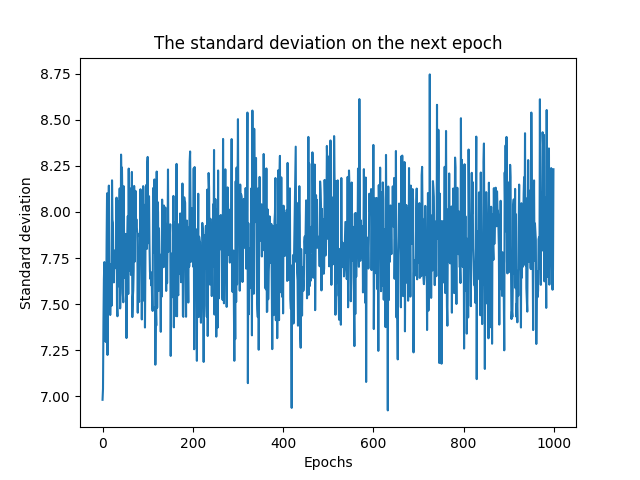 The standard deviation on the next epoch
8.75
8.50
8.25
8.00
7.75
7.50
7.25
7.00
Standard deviation
0 200 400 600 800 1000
Epochs